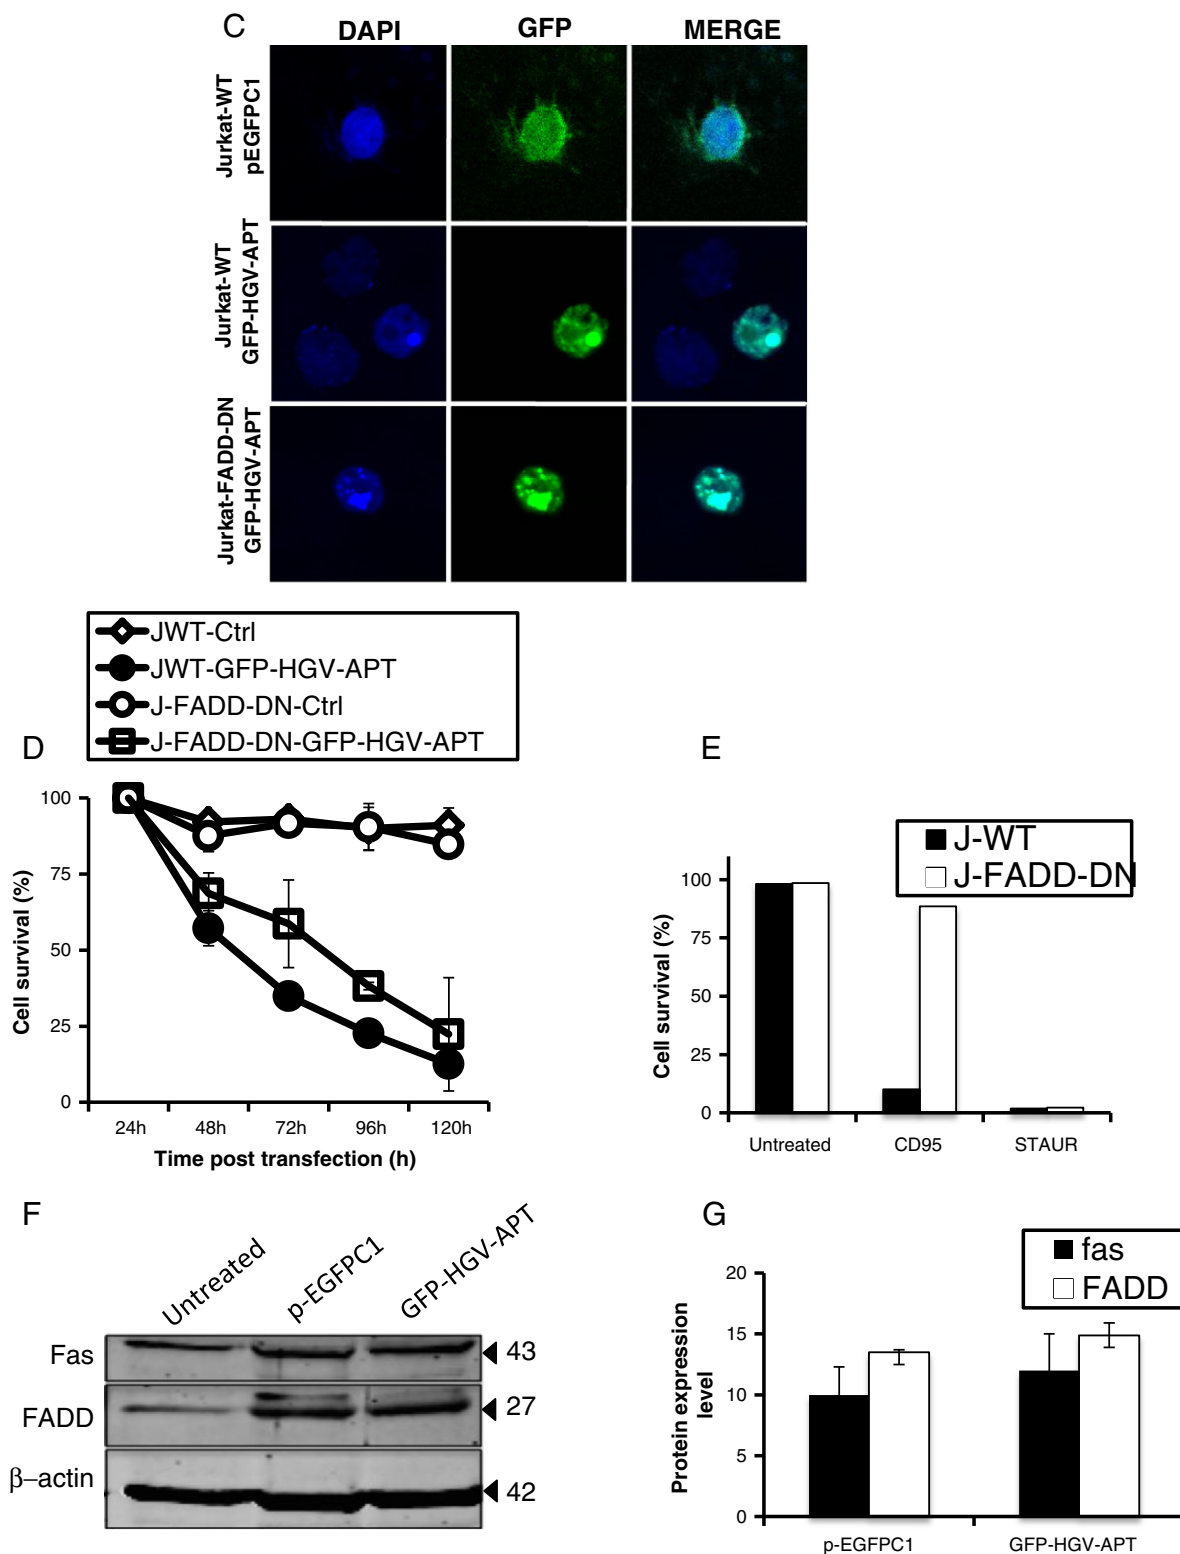 C
DAPI GFP MERGE
Jurkat-WT
pEGFPC1
Jurkat-WT
GFP-HGV-APT
Jurkat-FADD-DN
GFP-HGV-APT
JWT-Ctrl
JWT-GFP-HGV-APT
J-FADD-DN-Ctrl
J-FADD-DN-GFP-HGV-APT
D
Cell survival (%)
100
75
50
25
0
24h 48h 72h 96h 120h
Time post transfection (h)
E
J-WT
J-FADD-DN
Cell survival (%)
100
75
50
25
0
Untreated CD95 STAUR
F
Untreated p-EGFPC1 GFP-HGV-APT
Fas 43
FADD 27
β–actin 42
G
fas
FADD
Protein expression
level
20
15
10
5
0
p-EGFPC1 GFP-HGV-APT